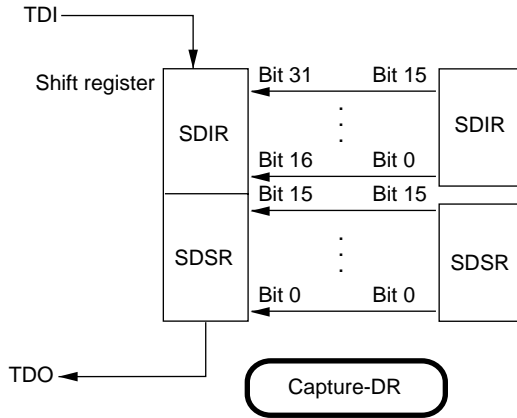 TDI
Shift register
Bit 31 Bit 15
SDIR
SDIR
.
.
.
Bit 16 Bit 0
Bit 15 Bit 15
SDSR
SDSR
.
.
.
Bit 0 Bit 0
TDO
Capture-DR